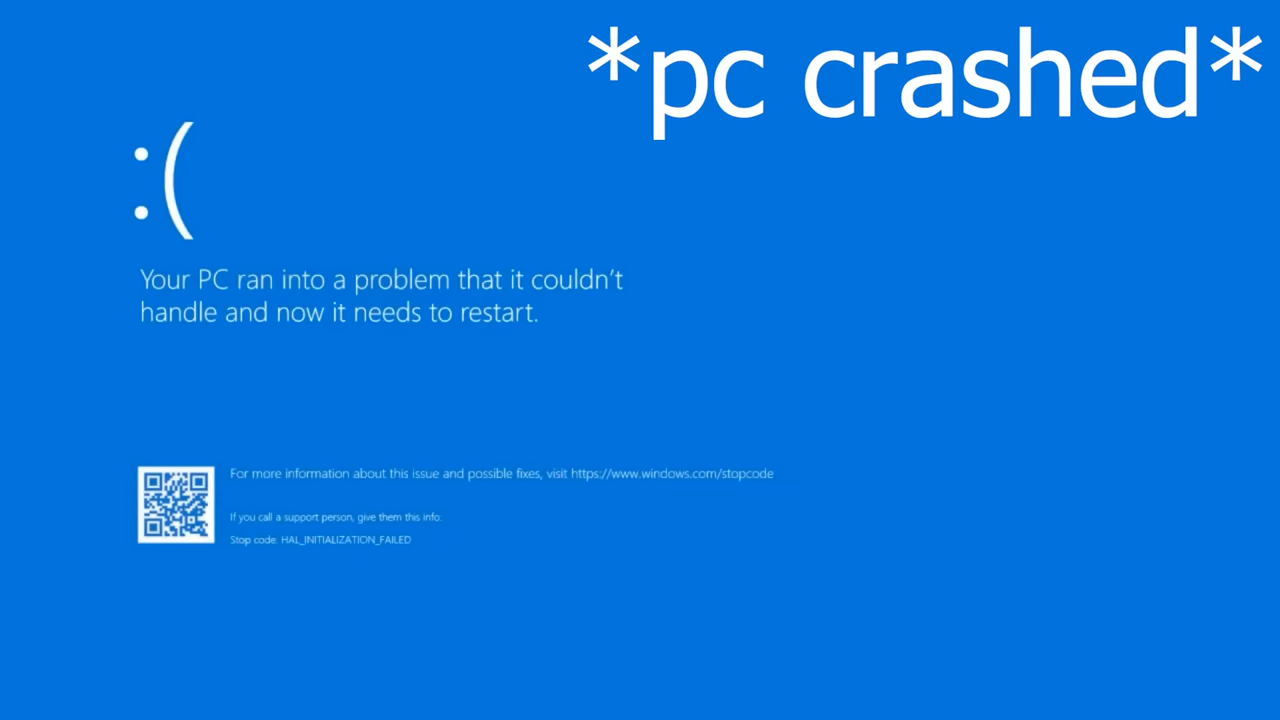 *pc crashed*
:(
Your PC ran into a problem that it couldn't
handle and now it needs to restart.
For more information about this issue and possible fixes, visit https://www.windows.com/stopcode
If you call a support person, give them this info:
Stop code: HAL_INITIALIZATION_FAILED